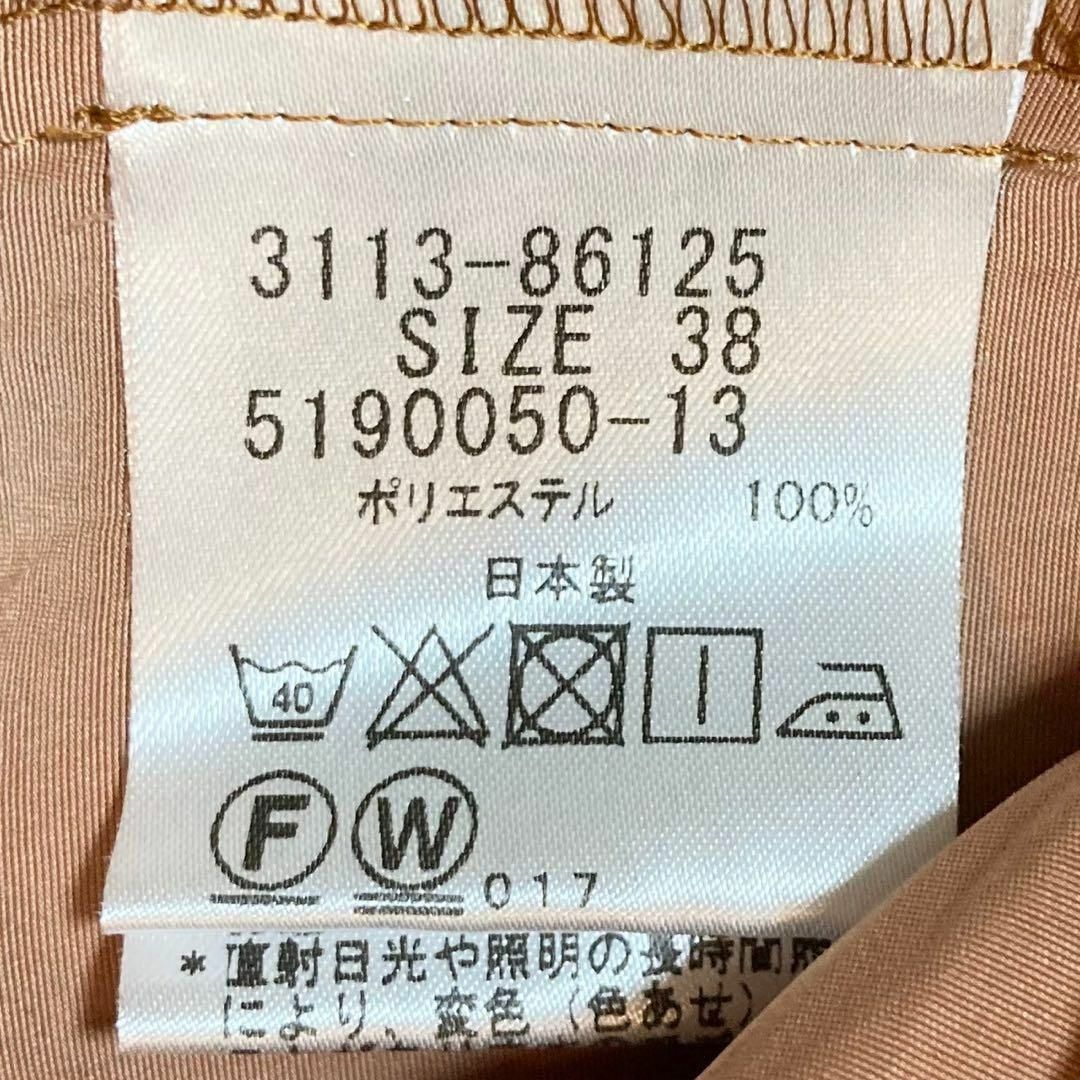 3113-86125
SIZE 38
5190050-13
ポリエステル 100%
日本製
40
F W 017
*直射日光や照明の長時間照
により、変色(色あせ)